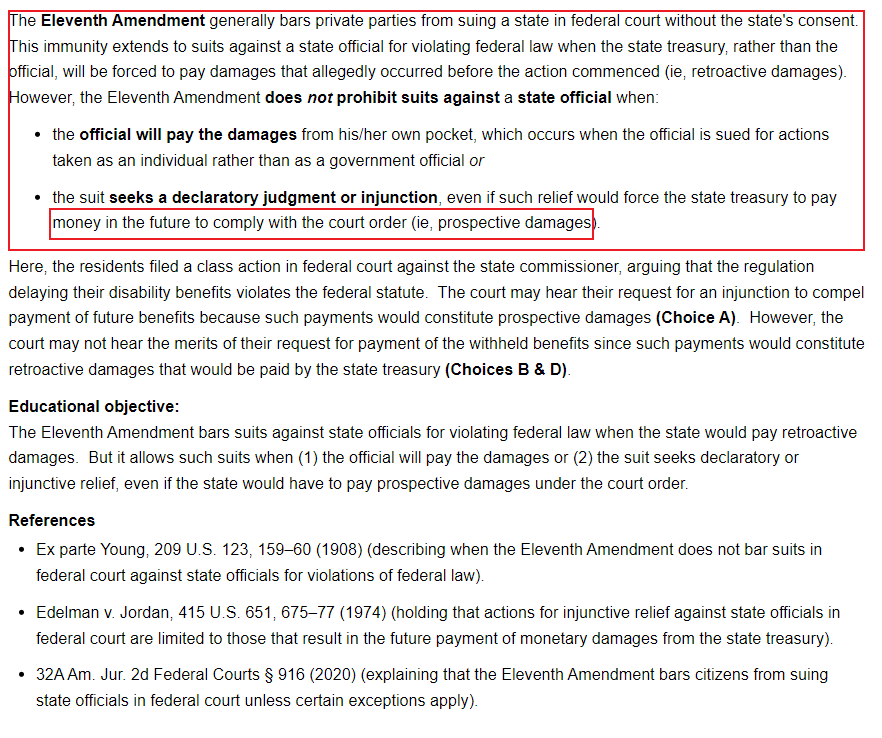 The Eleventh Amendment generally bars private parties from suing a state in federal court without the state's consent.
This immunity extends to suits against a state official for violating federal law when the state treasury, rather than the
official, will be forced to pay damages that allegedly occurred before the action commenced (ie, retroactive damages).
However, the Eleventh Amendment does not prohibit suits against a state official when:
• the official will pay the damages from his/her own pocket, which occurs when the official is sued for actions
taken as an individual rather than as a government official or
• the suit seeks a declaratory judgment or injunction, even if such relief would force the state treasury to pay
money in the future to comply with the court order (ie, prospective damages).
Here, the residents filed a class action in federal court against the state commissioner, arguing that the regulation
delaying their disability benefits violates the federal statute.  The court may hear their request for an injunction to compel
payment of future benefits because such payments would constitute prospective damages (Choice A).  However, the
court may not hear the merits of their request for payment of the withheld benefits since such payments would constitute
retroactive damages that would be paid by the state treasury (Choices B & D).
Educational objective:
The Eleventh Amendment bars suits against state officials for violating federal law when the state would pay retroactive
damages.  But it allows such suits when (1) the official will pay the damages or (2) the suit seeks declaratory or
injunctive relief, even if the state would have to pay prospective damages under the court order.
References
• Ex parte Young, 209 U.S. 123, 159–60 (1908) (describing when the Eleventh Amendment does not bar suits in
federal court against state officials for violations of federal law).
• Edelman v. Jordan, 415 U.S. 651, 675–77 (1974) (holding that actions for injunctive relief against state officials in
federal court are limited to those that result in the future payment of monetary damages from the state treasury).
• 32A Am. Jur. 2d Federal Courts § 916 (2020) (explaining that the Eleventh Amendment bars citizens from suing
state officials in federal court unless certain exceptions apply).